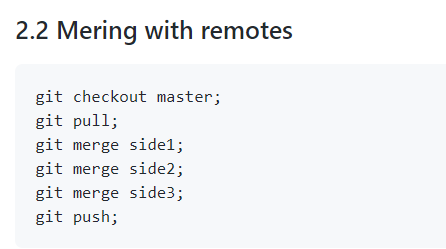 2.2 Mering with remotes
git checkout master;
git pull;
git merge side1;
git merge side2;
git merge side3;
git push;